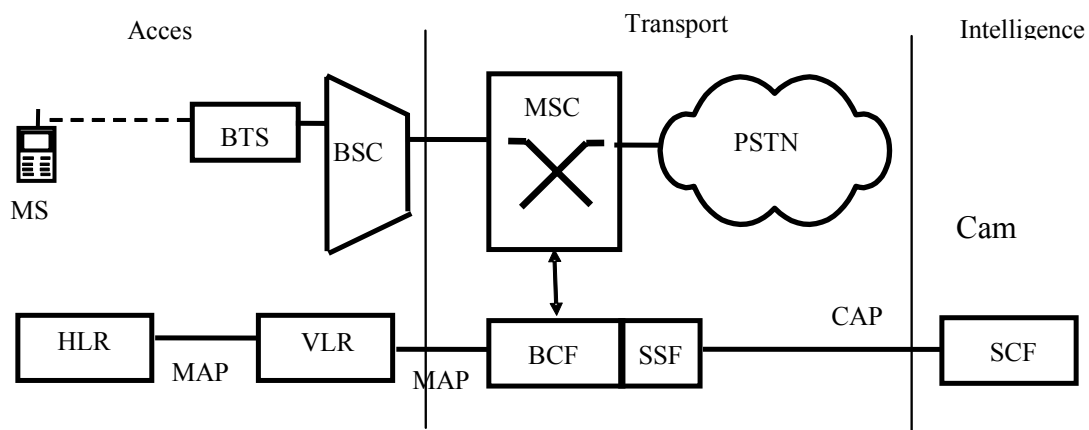 Acces
Transport
Intelligence
MS
BTS
BSC
MSC
PSTN
Cam
HLR
MAP
VLR
MAP
BCF
SSF
CAP
SCF